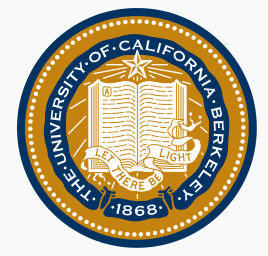 ·THE·UNIVERSITY·OF·CALIFORNIA·BERKELEY·
A
LET THERE BE LIGHT
·1868·